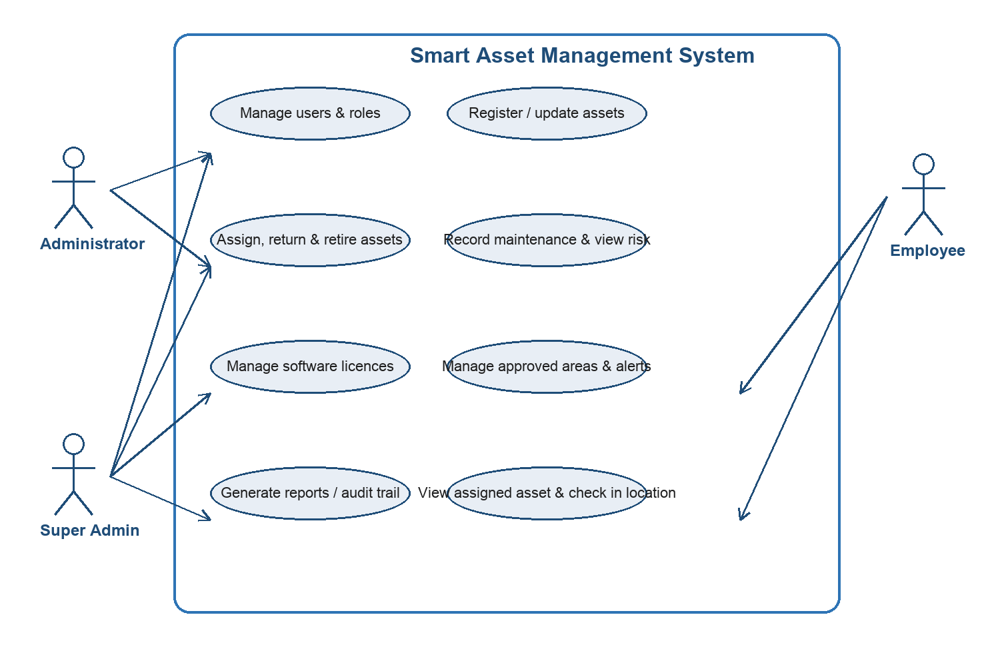 Smart Asset Management System
Manage users & roles
Register / update assets
Administrator
Assign, return & retire assets
Record maintenance & view risk
Employee
Manage software licences
Manage approved areas & alerts
Generate reports / audit trail
View assigned asset & check in location
Super Admin